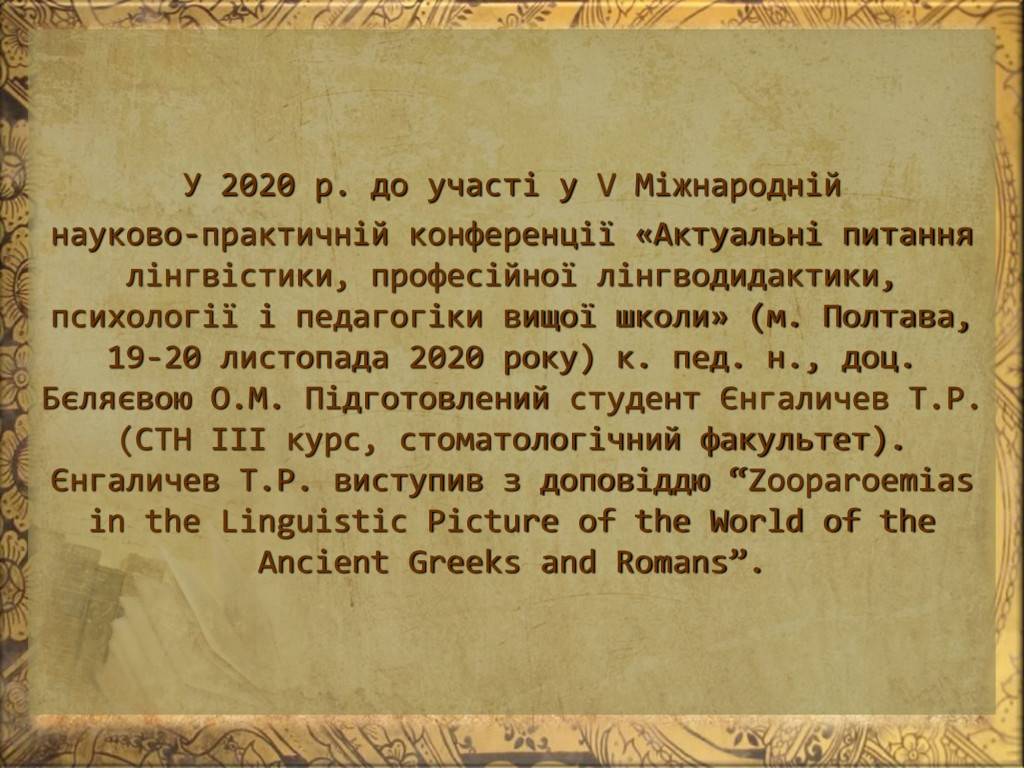 У 2020 р. до участі у V Міжнародній
науково-практичній конференції «Актуальні питання
лінгвістики, професійної лінгводидактики,
психології і педагогіки вищої школи» (м. Полтава,
19-20 листопада 2020 року) к. пед. н., доц.
Бєляєвою О.М. Підготовлений студент Єнгаличев Т.Р.
(СТН ІІІ курс, стоматологічний факультет).
Єнгаличев Т.Р. виступив з доповіддю “Zooparoemias
in the Linguistic Picture of the World of the
Ancient Greeks and Romans”.